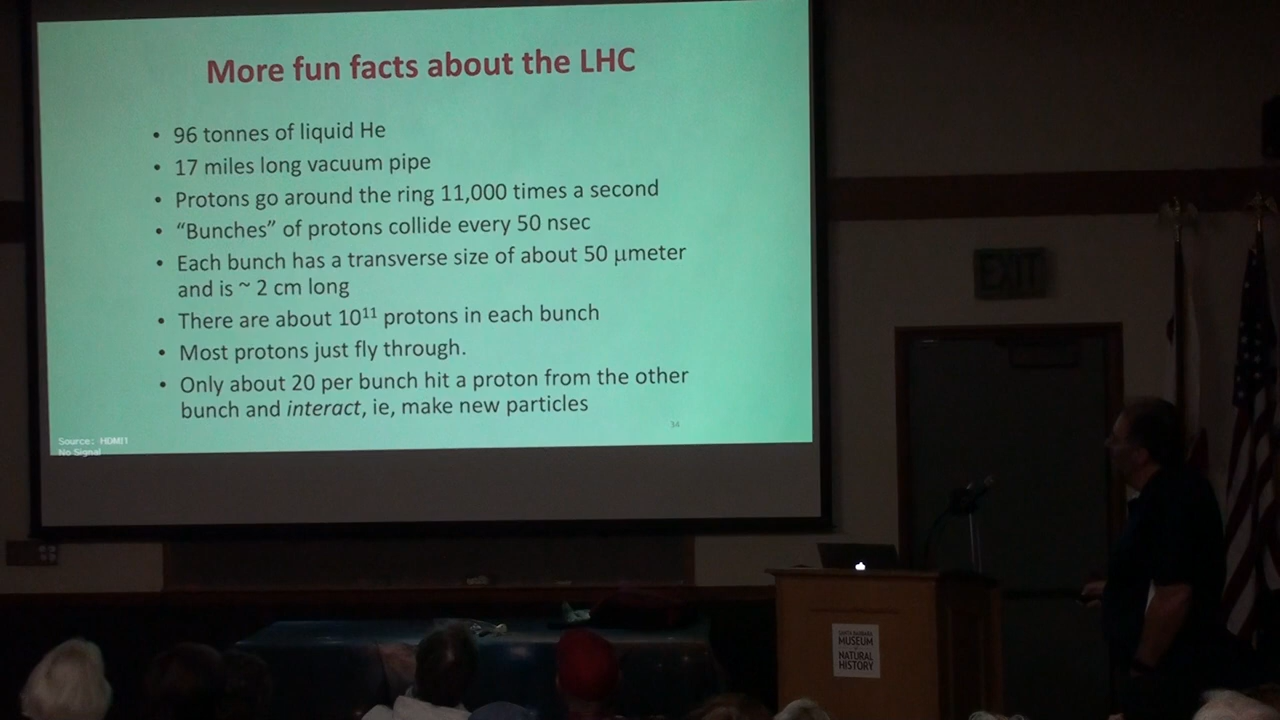 More fun facts about the LHC
• 96 tonnes of liquid He
• 17 miles long vacuum pipe
• Protons go around the ring 11,000 times a second
• “Bunches” of protons collide every 50 nsec
• Each bunch has a transverse size of about 50 μmeter
and is ~ 2 cm long
• There are about 10¹¹ protons in each bunch
• Most protons just fly through.
• Only about 20 per bunch hit a proton from the other
bunch and interact, ie, make new particles
34
Source: HDMI1
No Signal
EXIT
SANTA BARBARA
MUSEUM
of
NATURAL
HISTORY